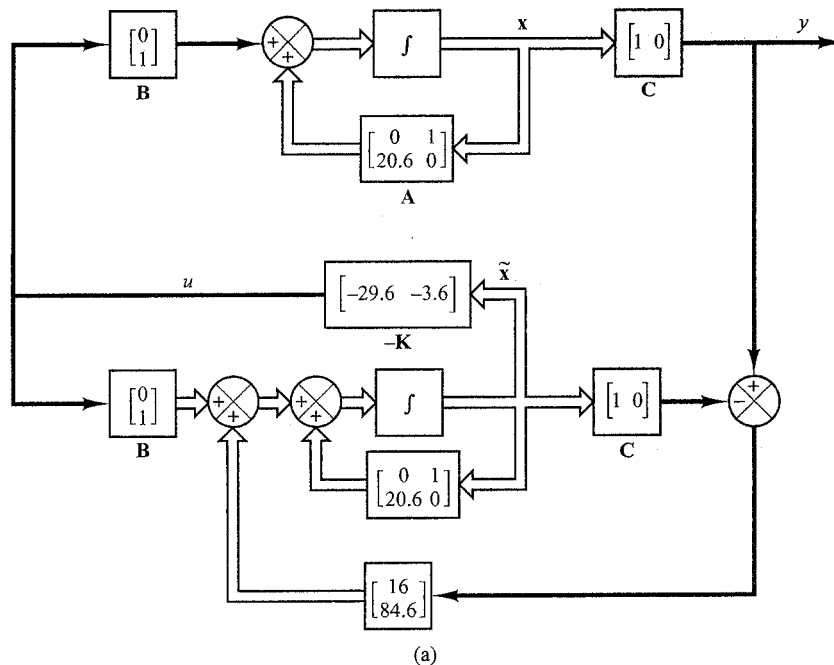 [0 1]
B
+ +
∫
x
[1 0]
C
y
[0 1
20.6 0]
A
u
[−29.6 −3.6]
−K
x̃
[0 1]
B
+ +
+ +
∫
[1 0]
C
+ −
[0 1
20.6 0]
[16
84.6]
(a)